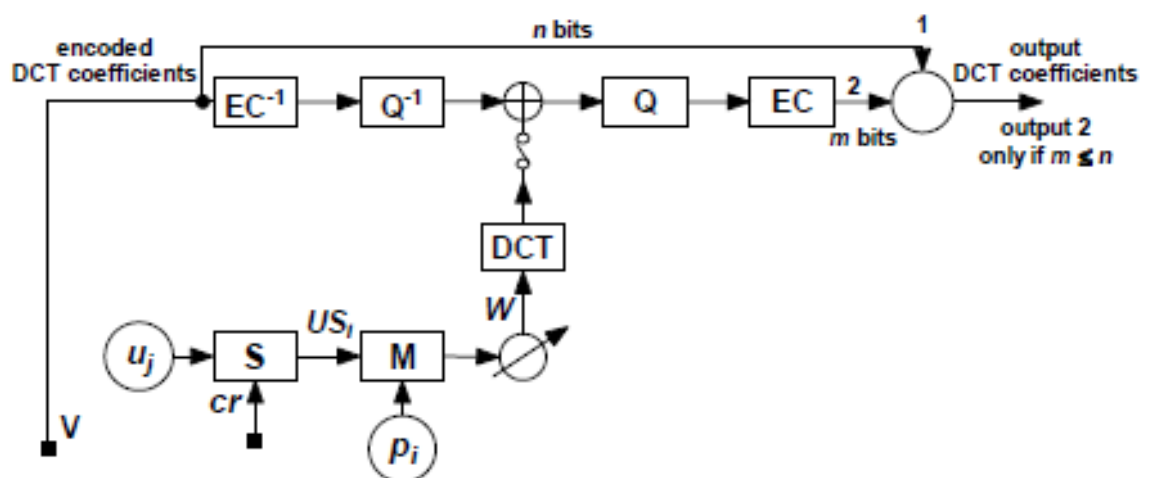 encoded
DCT coefficients
n bits
1
output
DCT coefficients
EC⁻¹
Q⁻¹
Q
EC
2
m bits
output 2
only if m ≤ n
DCT
W
uⱼ
S
USₗ
M
cr
V
pᵢ